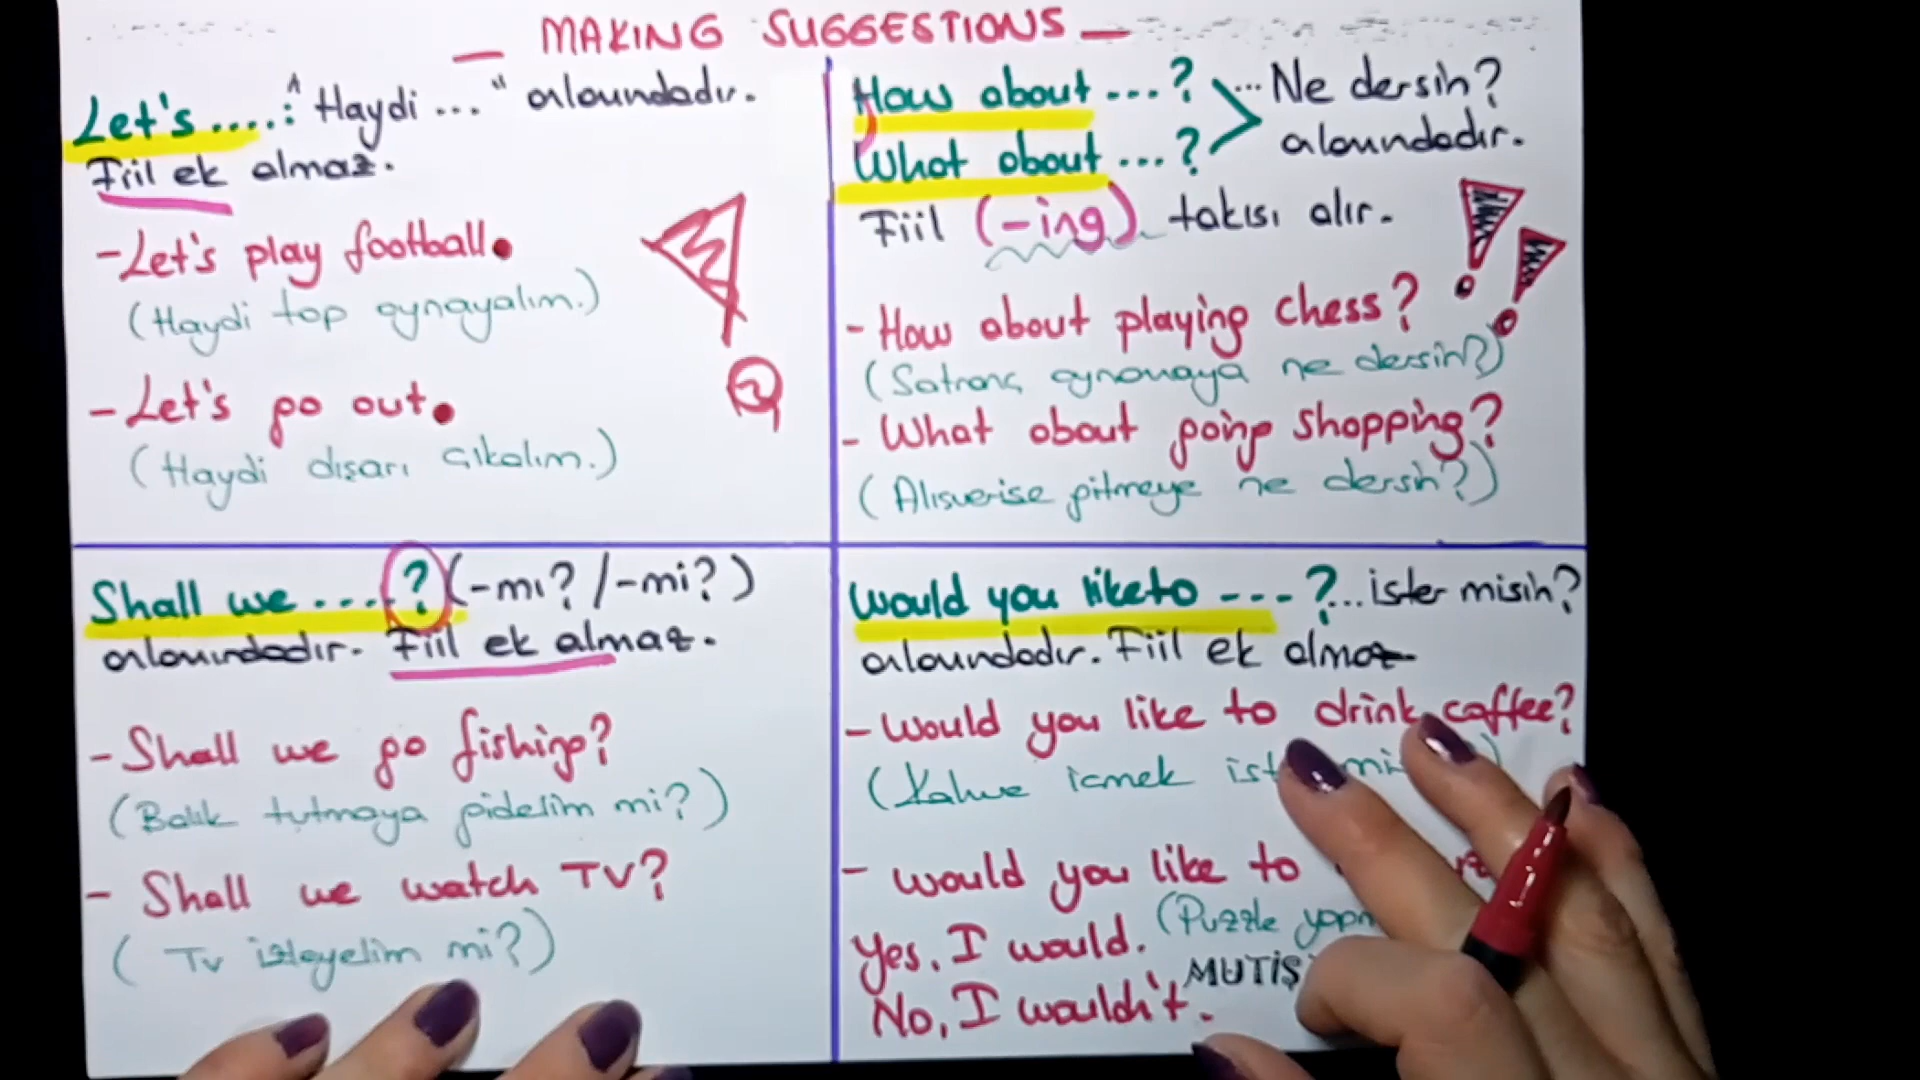 MAKING SUGGESTIONS
Let's ....: "Haydi ..." anlamındadır.
Fiil ek almaz.
- Let's play football.
(Haydi top oynayalım.)
- Let's go out.
(Haydi dışarı çıkalım.)
How about ...?
What about ...?
... Ne dersin?
anlamındadır.
Fiil (-ing) takısı alır.
- How about playing chess?
(Satranç oynamaya ne dersin?)
- What about going shopping?
(Alışverişe gitmeye ne dersin?)
Shall we ....? (-mı? / -mi?)
anlamındadır. Fiil ek almaz.
- Shall we go fishing?
(Balık tutmaya gidelim mi?)
- Shall we watch TV?
(Tv izleyelim mi?)
Would you like to ---? ... ister misin?
anlamındadır. Fiil ek almaz
- Would you like to drink coffee?
(Kahve içmek
- Would you like to
(Puzzle
Yes, I would.
MUTİŞ
No, I wouldn't.